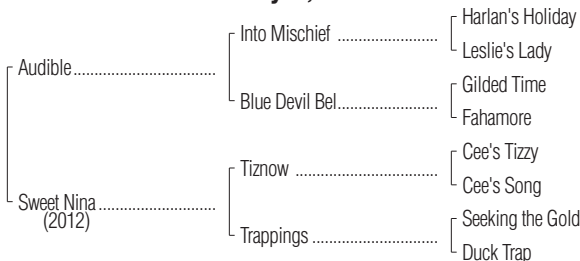 Harlan's Holiday
Into Mischief ....................
Leslie's Lady
Audible................................
Gilded Time
Blue Devil Bel.......................
Fahamore
Cee's Tizzy
Tiznow ................................
Cee's Song
Sweet Nina..........................
(2012)
Seeking the Gold
Trappings ............................
Duck Trap